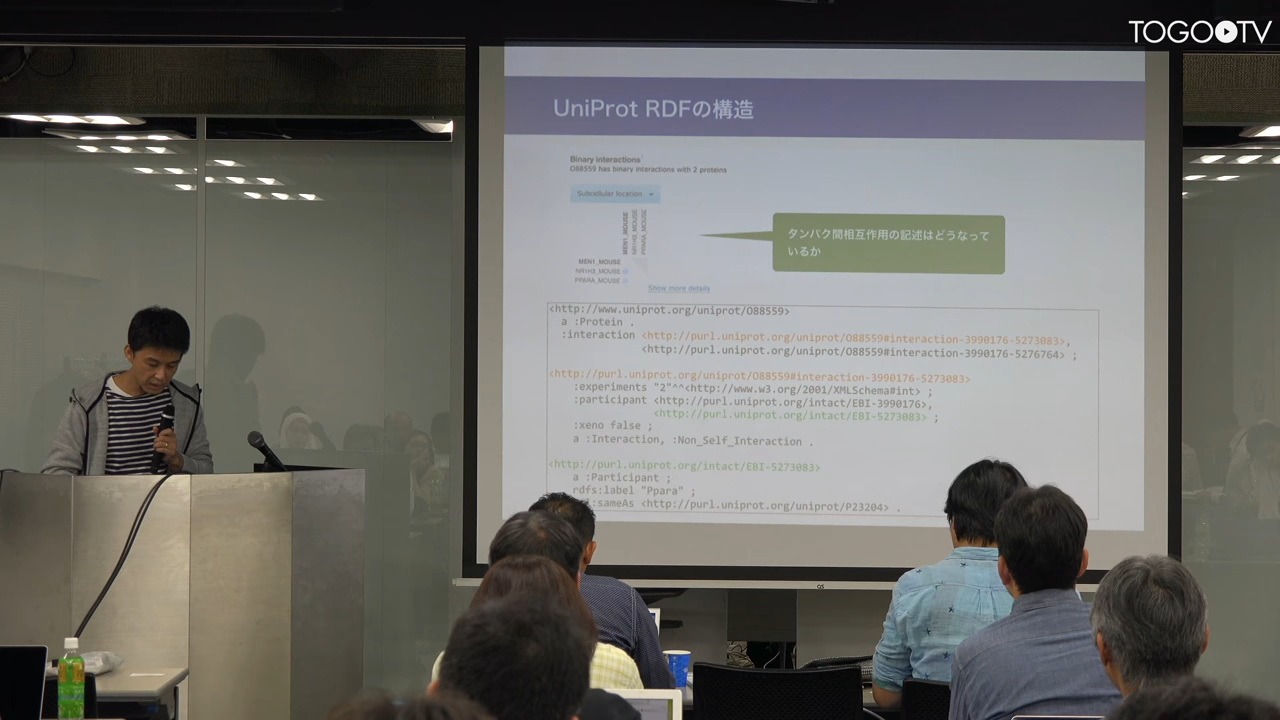 TOGO TV
UniProt RDFの構造
Binary interactions
O88559 has binary interactions with 2 proteins
Subcellular location
MEN1_MOUSE
NR1H3_MOUSE
PPARA_MOUSE
MEN1_MOUSE
NR1H3_MOUSE
PPARA_MOUSE
Show more details
タンパク間相互作用の記述はどうなって
いるか
<http://www.uniprot.org/uniprot/O88559>
a :Protein .
:interaction <http://purl.uniprot.org/uniprot/O88559#interaction-3990176-5273083>,
<http://purl.uniprot.org/uniprot/O88559#interaction-3990176-5276764> ;
<http://purl.uniprot.org/uniprot/O88559#interaction-3990176-5273083>
:experiments "2"^^<http://www.w3.org/2001/XMLSchema#int> ;
:participant <http://purl.uniprot.org/intact/EBI-3990176>,
<http://purl.uniprot.org/intact/EBI-5273083> ;
:xeno false ;
a :Interaction, :Non_Self_Interaction .
<http://purl.uniprot.org/intact/EBI-5273083>
a :Participant ;
rdfs:label "Ppara" ;
:sameAs <http://purl.uniprot.org/uniprot/P23204> .